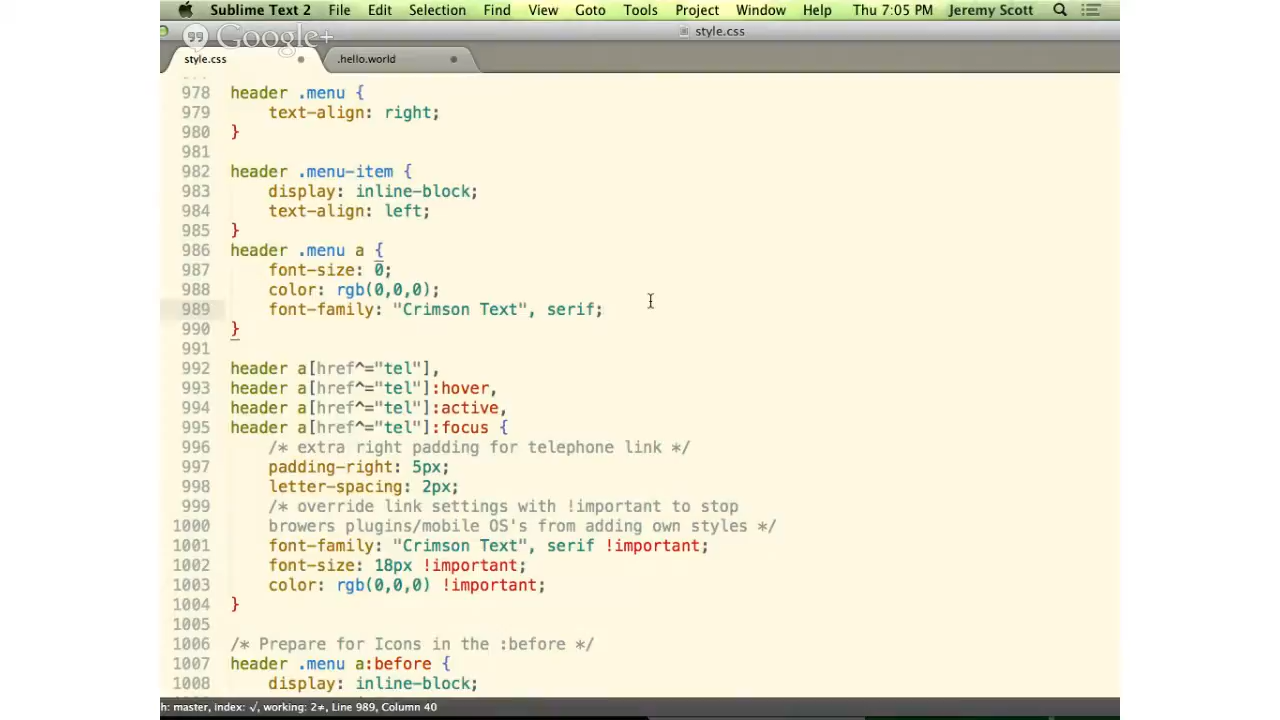 Sublime Text 2 File Edit Selection Find View Goto Tools Project Window Help Thu 7:05 PM Jeremy Scott
Google+
style.css
style.css
.hello.world
978 header .menu {
979 text-align: right;
980 }
981
982 header .menu-item {
983 display: inline-block;
984 text-align: left;
985 }
986 header .menu a {
987 font-size: 0;
988 color: rgb(0,0,0);
989 font-family: "Crimson Text", serif;
990 }
991
992 header a[href^="tel"],
993 header a[href^="tel"]:hover,
994 header a[href^="tel"]:active,
995 header a[href^="tel"]:focus {
996 /* extra right padding for telephone link */
997 padding-right: 5px;
998 letter-spacing: 2px;
999 /* override link settings with !important to stop
1000 browers plugins/mobile OS's from adding own styles */
1001 font-family: "Crimson Text", serif !important;
1002 font-size: 18px !important;
1003 color: rgb(0,0,0) !important;
1004 }
1005
1006 /* Prepare for Icons in the :before */
1007 header .menu a:before {
1008 display: inline-block;
h: master, index: √, working: 2≠, Line 989, Column 40